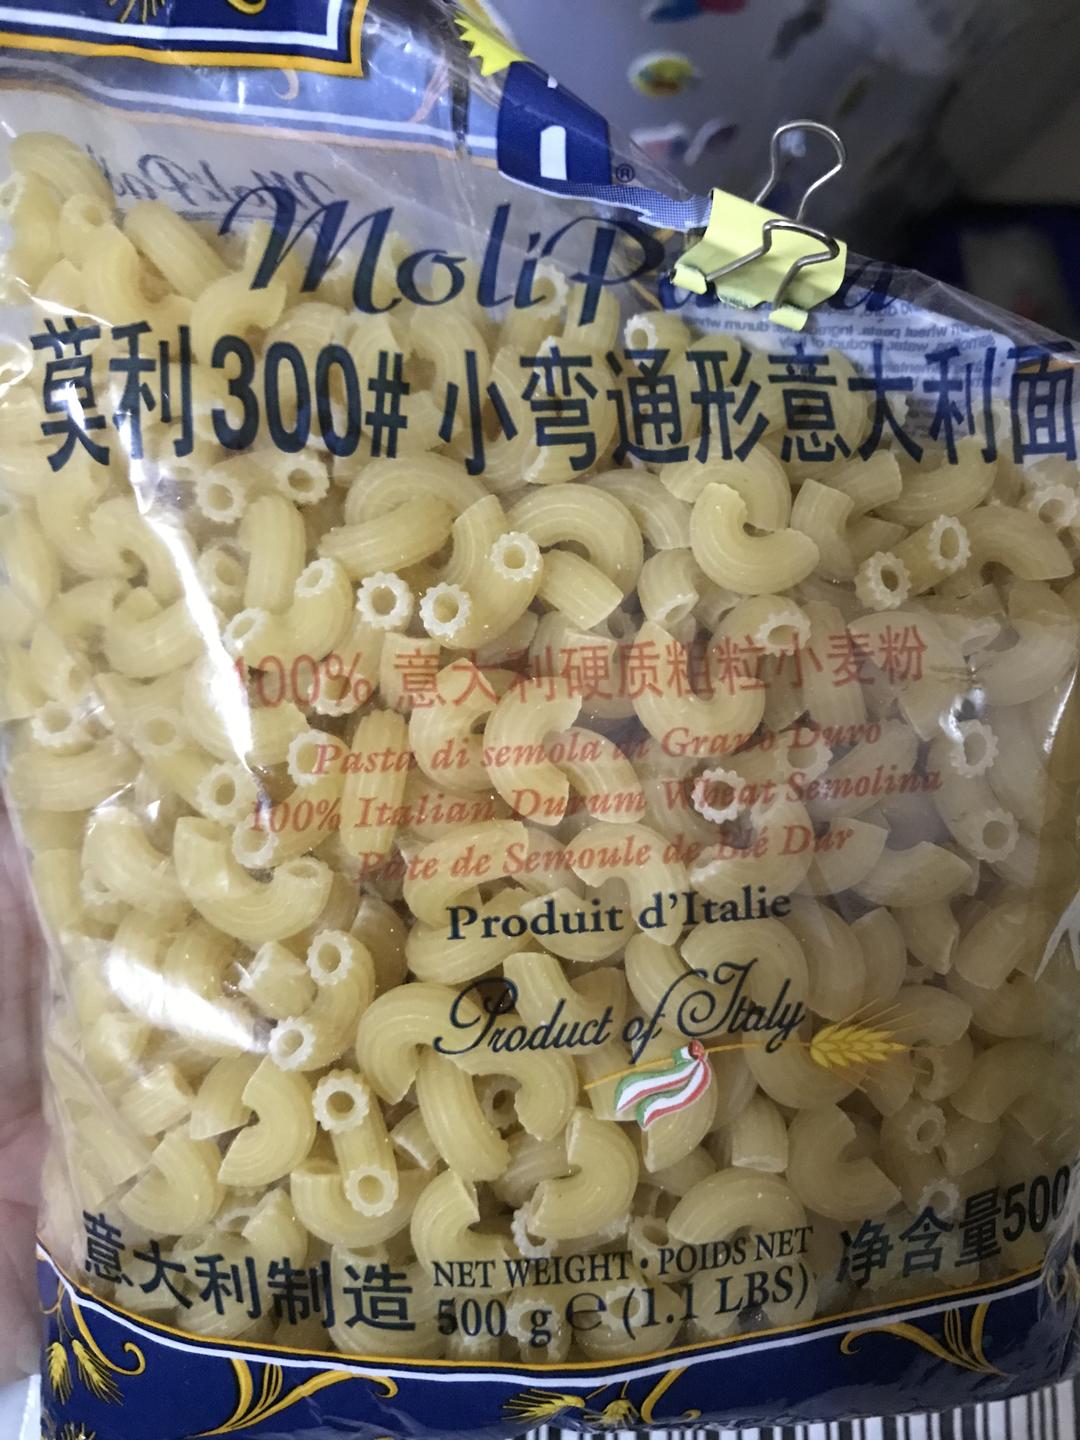 莫利300# 小弯通形意大利面
100% 意大利硬质粗粒小麦粉
Pasta di semola di Grano Duro
100% Italian Durum Wheat Semolina
Pâte de Semoule de Blé Dur
Produit d'Italie
Product of Italy
意大利制造
NET WEIGHT • POIDS NET
500 g ℮ (1.1 LBS)
净含量500